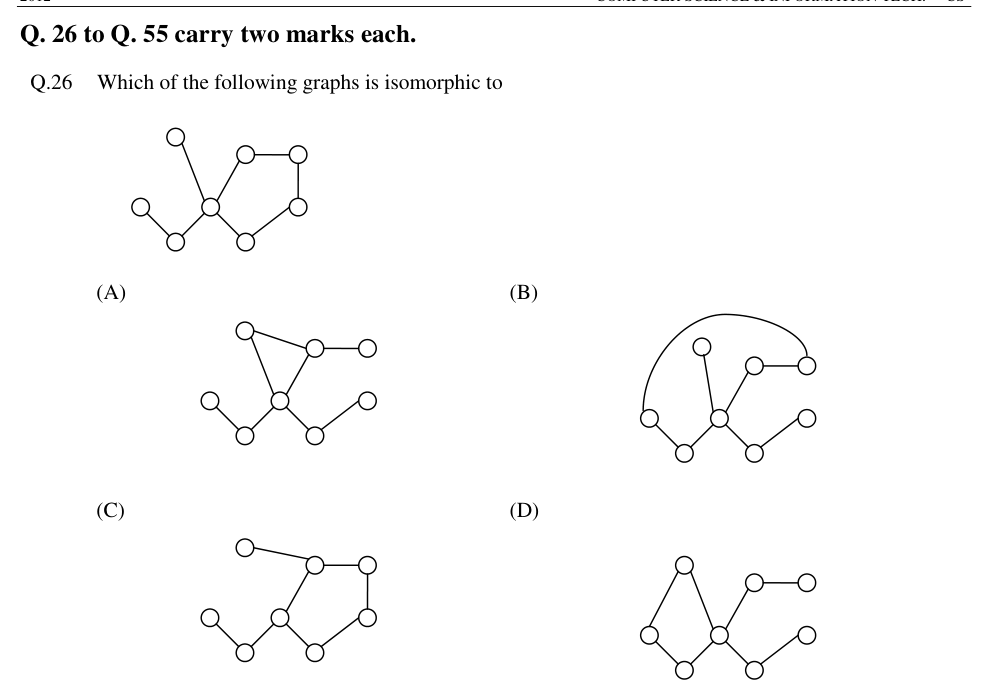 Q. 26 to Q. 55 carry two marks each.
Q.26 Which of the following graphs is isomorphic to
(A)
(B)
(C)
(D)